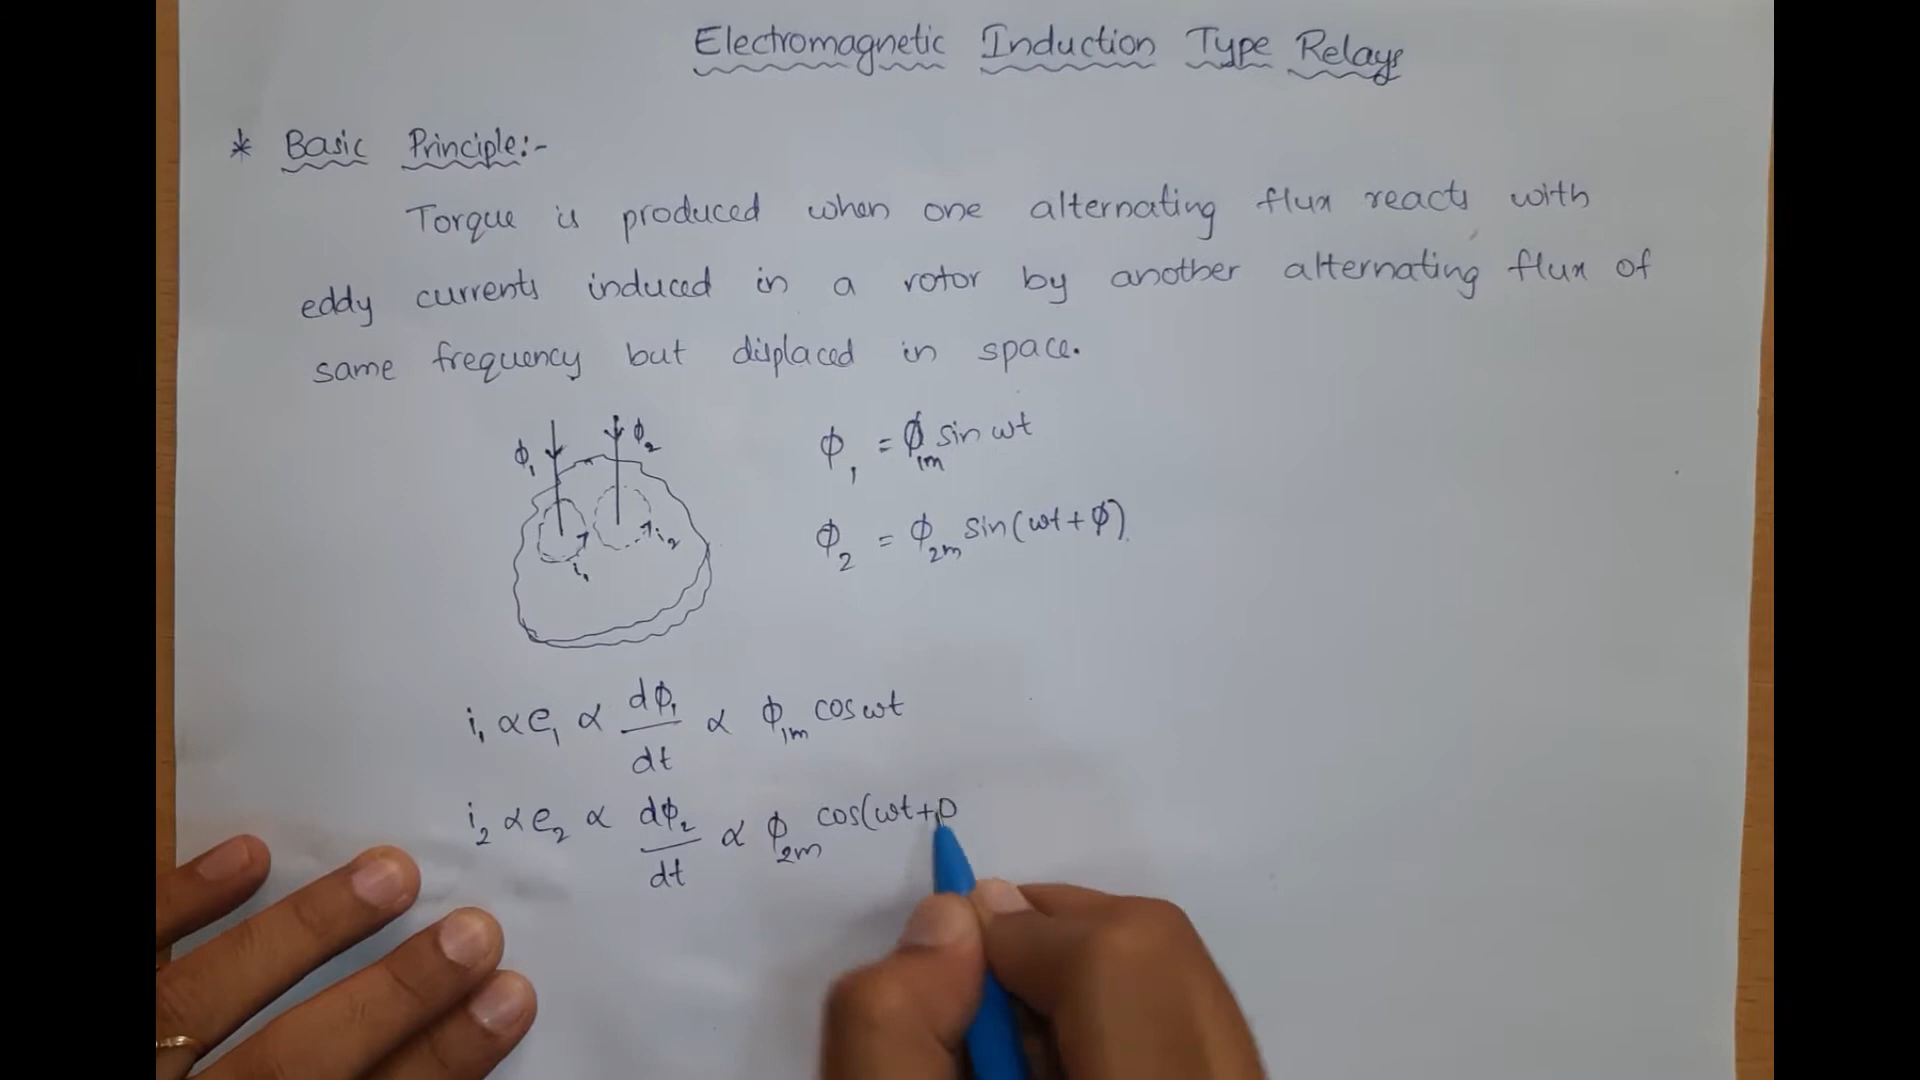 Electromagnetic Induction Type Relays
* Basic Principle:-
Torque is produced when one alternating flux reacts with
eddy currents induced in a rotor by another alternating flux of
same frequency but displaced in space.
ϕ₁ ϕ₂
i₁ i₂
ϕ₁ = ϕ₁m sin ωt
ϕ₂ = ϕ₂m sin(ωt + ϕ)
i₁ ∝ e₁ ∝ dϕ₁/dt ∝ ϕ₁m cos ωt
i₂ ∝ e₂ ∝ dϕ₂/dt ∝ ϕ₂m cos(ωt +